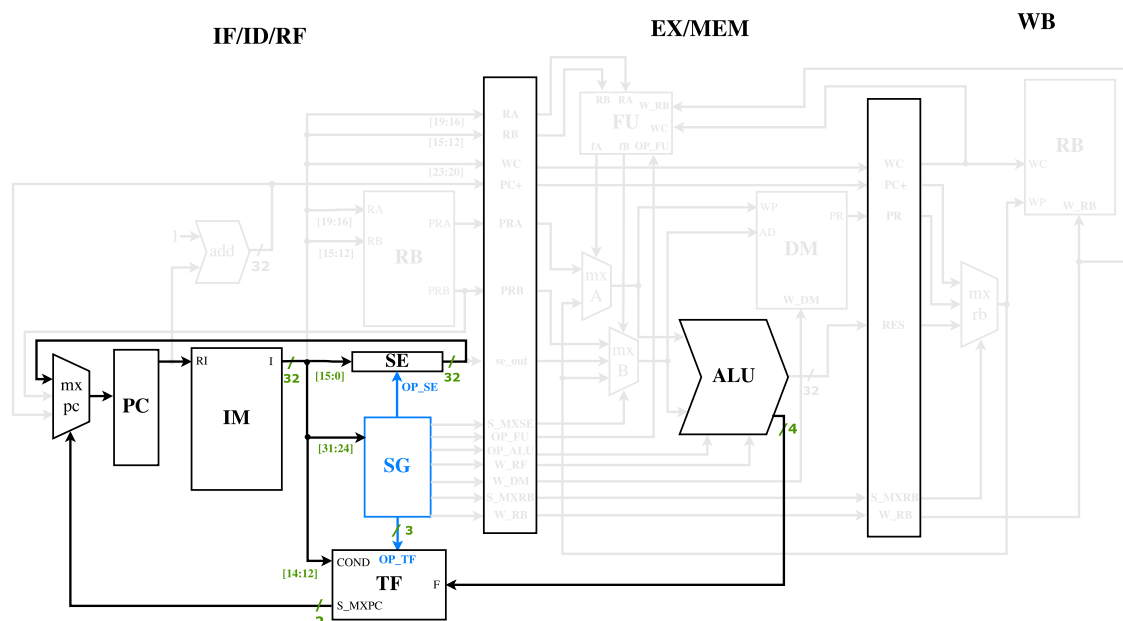 IF/ID/RF
EX/MEM
WB
RB RA W_RB
FU
WC
fA fB OP_FU
RA
[19:16]
RB
[15:12]
WC
[23:20]
PC+
WC
PC+
RB
WC
WP
W_RB
[19:16]
RA
PRA
[15:12]
RB
RB
PRB
PRA
PRB
1
add
32
mx
A
WP
AD
PR
DM
W_DM
PR
mx
rb
RES
mx
B
ALU
32
4
mx
pc
PC
RI
I
IM
32
[15:0]
SE
32
OP_SE
se_out
[31:24]
SG
S_MXSE
OP_FU
OP_ALU
W_RF
W_DM
S_MXRB
W_RB
S_MXRB
W_RB
3
OP_TF
COND
[14:12]
TF
F
S_MXPC
2